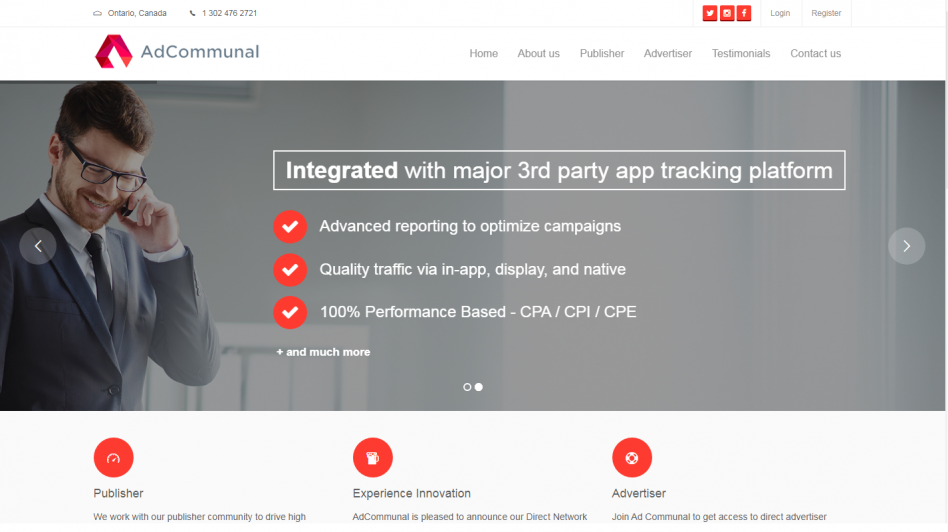 Ontario, Canada 1 302 476 2721 Login Register
AdCommunal
Home About us Publisher Advertiser Testimonials Contact us
Integrated with major 3rd party app tracking platform
Advanced reporting to optimize campaigns
Quality traffic via in-app, display, and native
100% Performance Based - CPA / CPI / CPE
+ and much more
Publisher Experience Innovation Advertiser
We work with our publisher community to drive high AdCommunal is pleased to announce our Direct Network Join Ad Communal to get access to direct advertiser